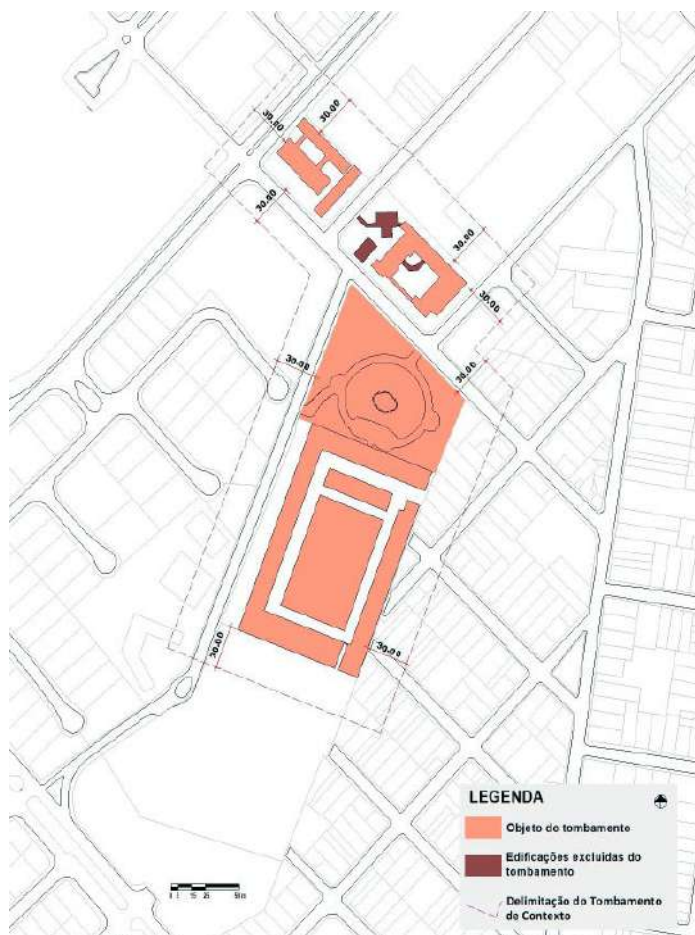 30.00
30.00
30.00
30.00
30.00
30.00
30.00
30.00
30.00
LEGENDA
Objeto do tombamento
Edificações excluídas do
tombamento
Delimitação do Tombamento
de Contexto